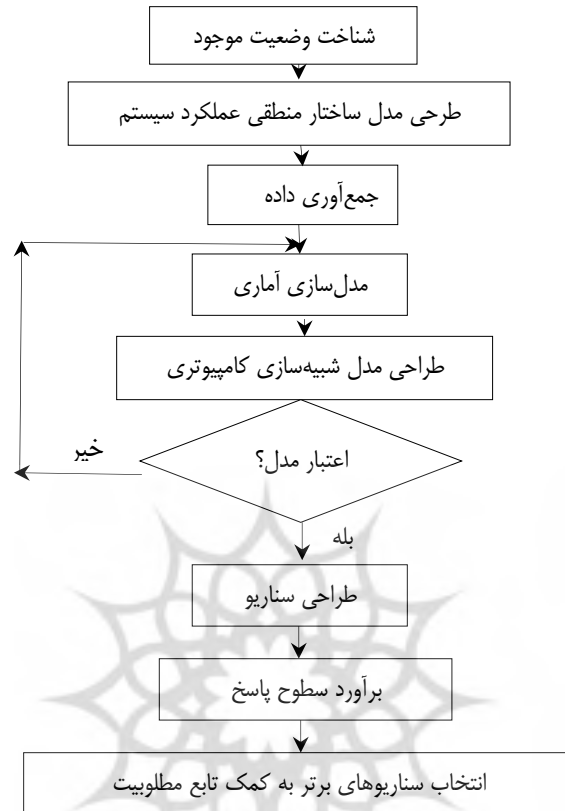 شناخت وضعیت موجود
طرحی مدل ساختار منطقی عملکرد سیستم
جمع‌آوری داده
مدل‌سازی آماری
طراحی مدل شبیه‌سازی کامپیوتری
اعتبار مدل؟
خیر
بله
طراحی سناریو
برآورد سطوح پاسخ
انتخاب سناریوهای برتر به کمک تابع مطلوبیت